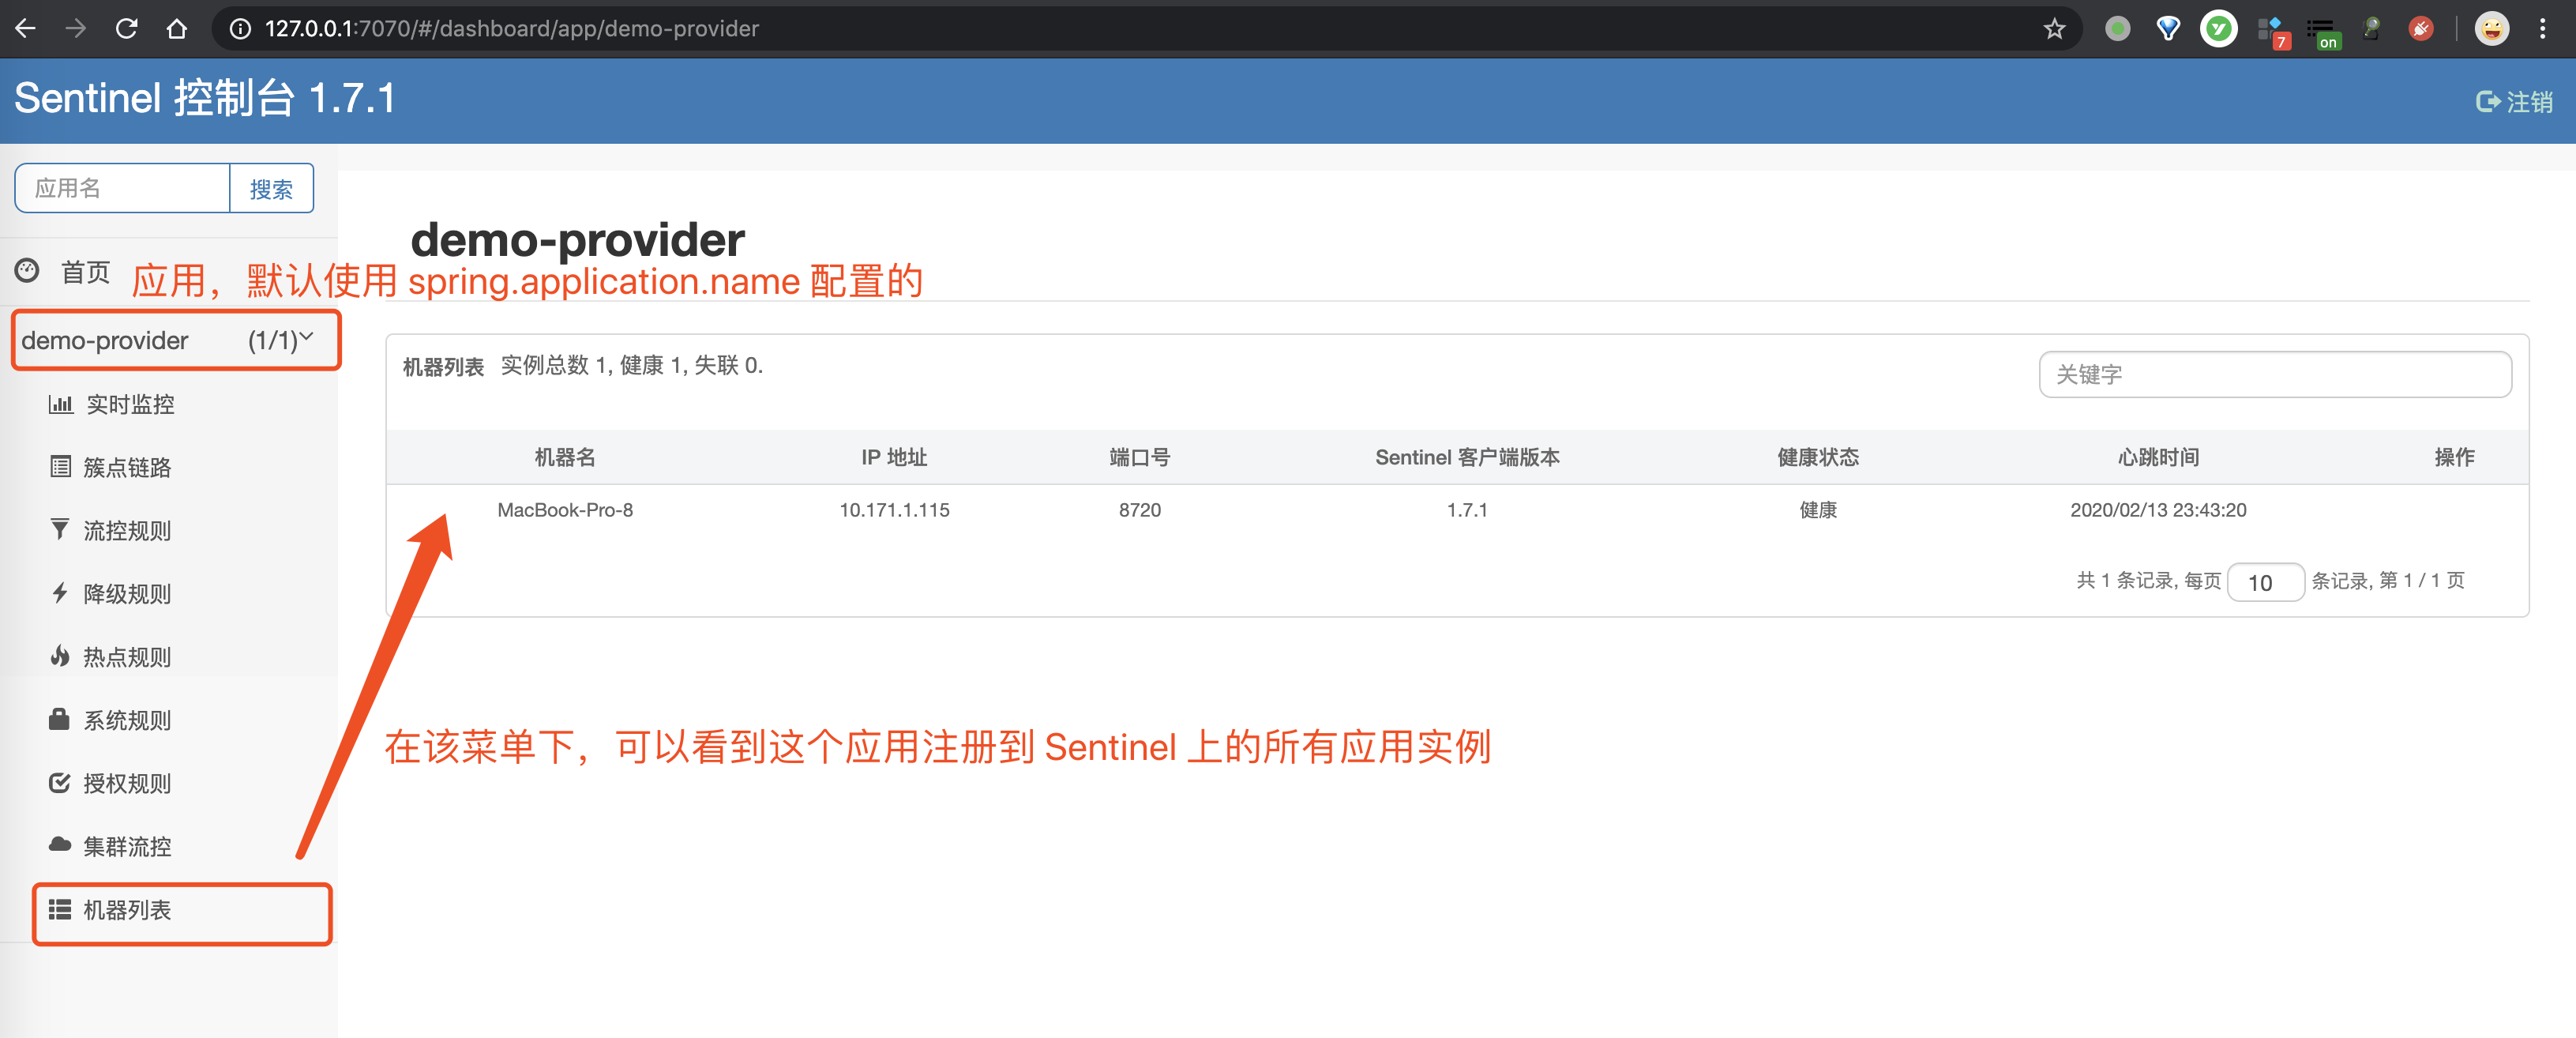 127.0.0.1:7070/#/dashboard/app/demo-provider
7
on
Sentinel 控制台 1.7.1
注销
应用名
搜索
首页
demo-provider
应用，默认使用 spring.application.name 配置的
demo-provider (1/1)
实时监控
簇点链路
流控规则
降级规则
热点规则
系统规则
授权规则
集群流控
机器列表
机器列表 实例总数 1, 健康 1, 失联 0.
关键字
机器名 IP 地址 端口号 Sentinel 客户端版本 健康状态 心跳时间 操作
MacBook-Pro-8 10.171.1.115 8720 1.7.1 健康 2020/02/13 23:43:20
共 1 条记录, 每页 10 条记录, 第 1 / 1 页
在该菜单下，可以看到这个应用注册到 Sentinel 上的所有应用实例